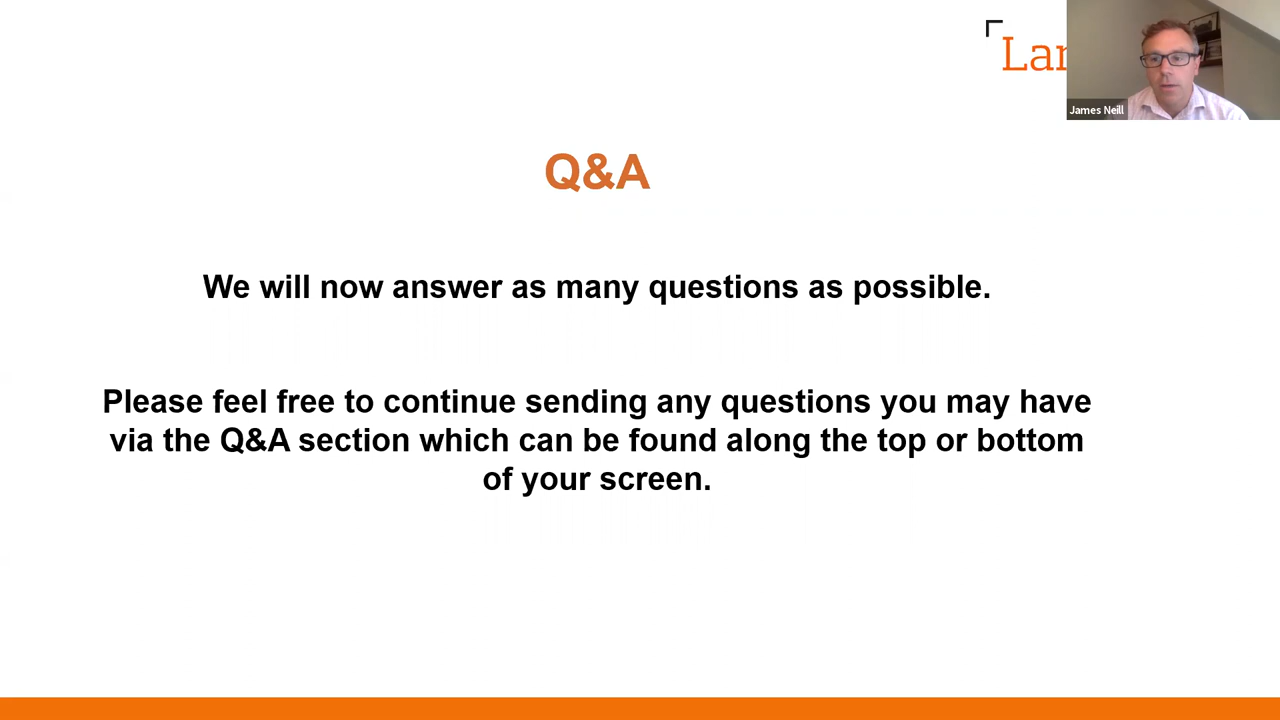 Lar
James Neill
Q&A
We will now answer as many questions as possible.
Please feel free to continue sending any questions you may have
via the Q&A section which can be found along the top or bottom
of your screen.